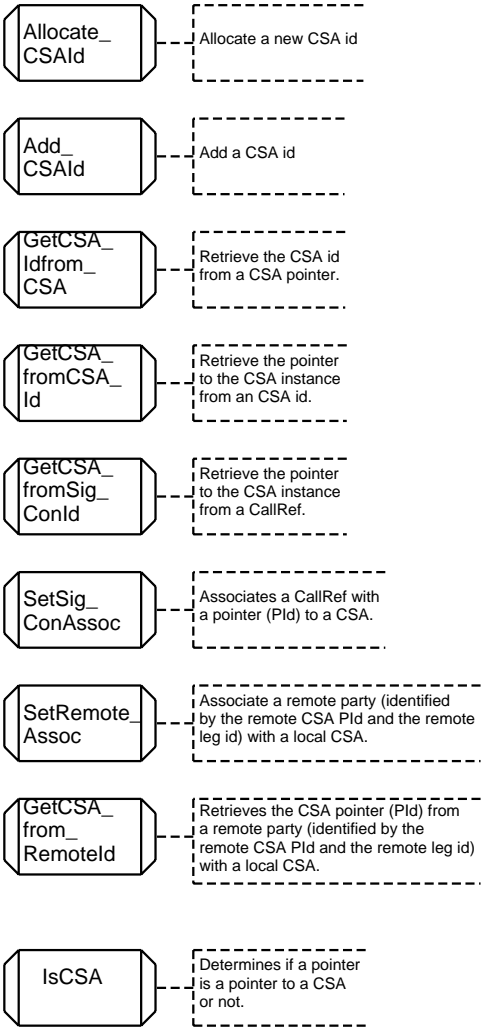 Allocate_
CSAId
Allocate a new CSA id
Add_
CSAId
Add a CSA id
GetCSA_
Idfrom_
CSA
Retrieve the CSA id
from a CSA pointer.
GetCSA_
fromCSA_
Id
Retrieve the pointer
to the CSA instance
from an CSA id.
GetCSA_
fromSig_
ConId
Retrieve the pointer
to the CSA instance
from a CallRef.
SetSig_
ConAssoc
Associates a CallRef with
a pointer (PId) to a CSA.
SetRemote_
Assoc
Associate a remote party (identified
by the remote CSA PId and the remote
leg id) with a local CSA.
GetCSA_
from_
RemoteId
Retrieves the CSA pointer (PId) from
a remote party (identified by the
remote CSA PId and the remote leg id)
with a local CSA.
IsCSA
Determines if a pointer
is a pointer to a CSA
or not.